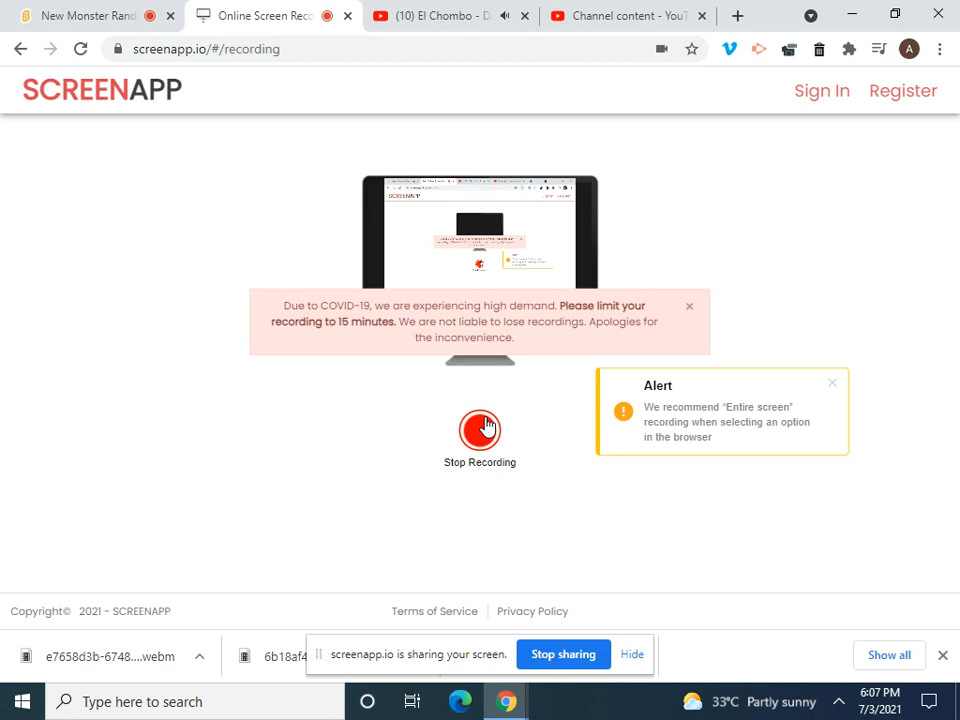 New Monster Rand
Online Screen Reco
(10) El Chombo - D
Channel content - YouT
screenapp.io/#/recording
A
SCREENAPP
Sign In
Register
SCREENAPP
Due to COVID-19, we are experiencing high demand. Please limit your
recording to 15 minutes. We are not liable to lose recordings. Apologies for
the inconvenience.
Alert
We recommend “Entire screen”
recording when selecting an option
in the browser
Stop Recording
Copyright© 2021 - SCREENAPP
Terms of Service
Privacy Policy
e7658d3b-6748....webm
6b18af4
screenapp.io is sharing your screen.
Stop sharing
Hide
Show all
Type here to search
33°C Partly sunny
6:07 PM
7/3/2021